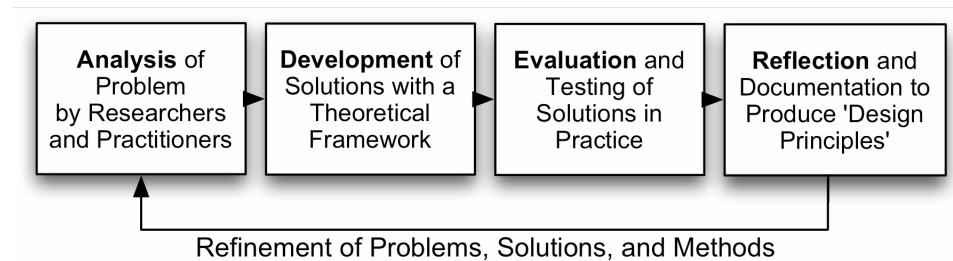 Analysis of
Problem
by Researchers
and Practitioners
Development of
Solutions with a
Theoretical
Framework
Evaluation and
Testing of
Solutions in
Practice
Reflection and
Documentation to
Produce 'Design
Principles'
Refinement of Problems, Solutions, and Methods